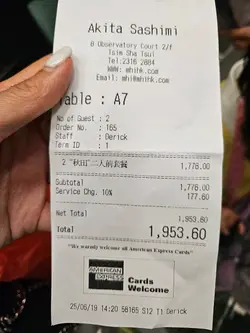 Akita Sashimi
8 Observatory Court 2/f
Tsim Sha Tsui
Tel:2316 2804
WWW: mhihk.com
Email: mhi@mhihk.com
Table : A7
No of Guest : 2
Order No. : 165
Staff : Derick
Term ID : 1
2 "秋田"二人前套餐 1,776.00
Subtotal 1,776.00
Service Chg. 10% 177.60
Net Total 1,953.60
Total 1,953.60
"We warmly welcome all American Express Cards"
AMERICAN EXPRESS
Cards Welcome
25/06/19 14:20 56165 S12 T1 Derick